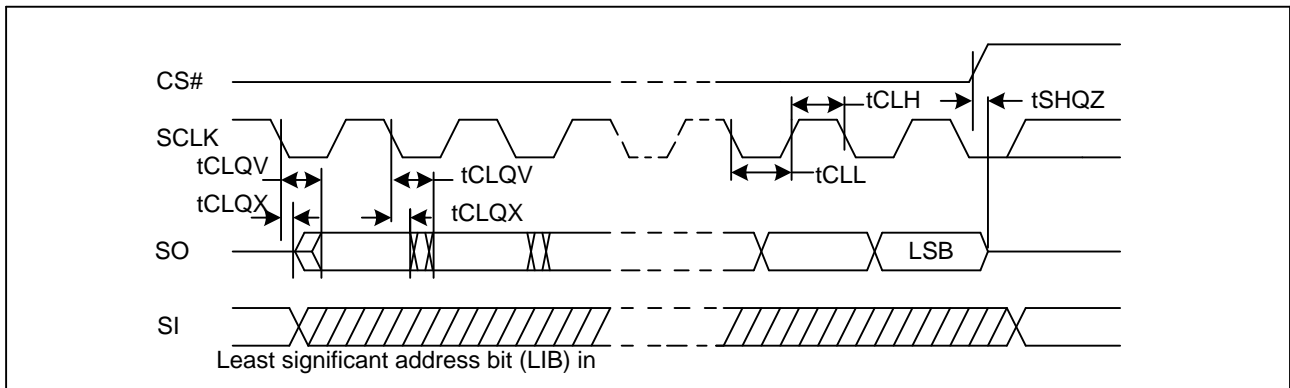 CS#
tCLH
tSHQZ
SCLK
tCLQV
tCLQV
tCLL
tCLQX
tCLQX
SO
LSB
SI
Least significant address bit (LIB) in